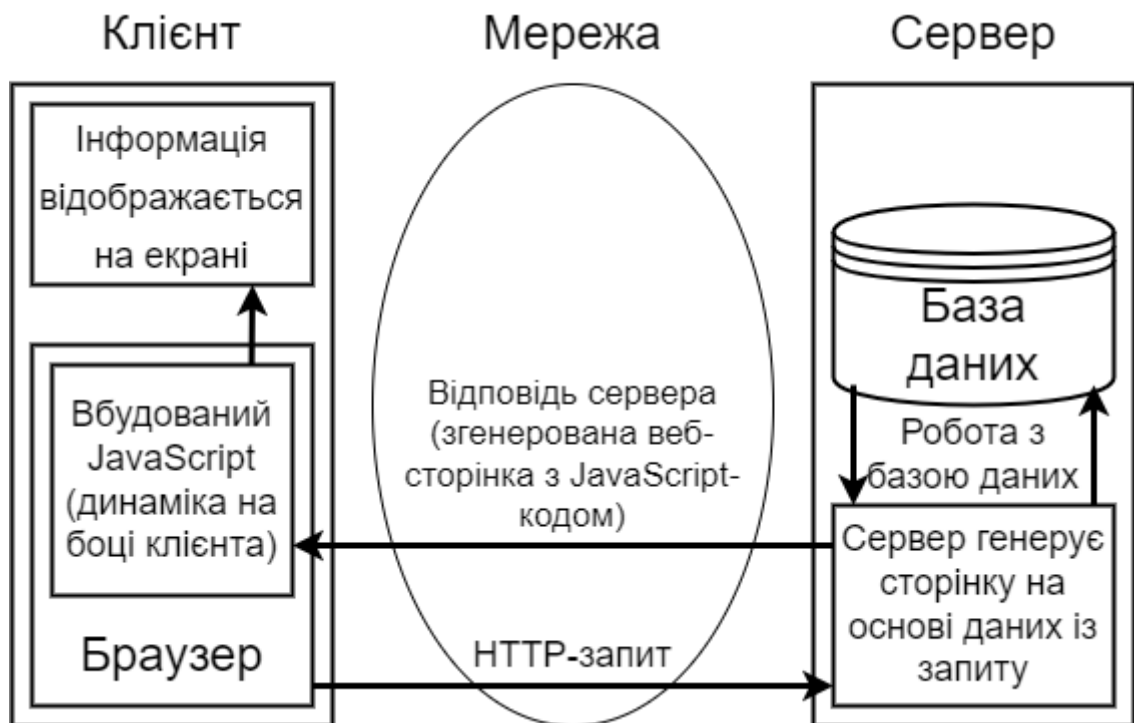 Клієнт
Мережа
Сервер
Інформація
відображається
на екрані
Вбудований
JavaScript
(динаміка на
боці клієнта)
Браузер
Відповідь сервера
(згенерована веб-
сторінка з JavaScript-
кодом)
HTTP-запит
База
даних
Робота з
базою даних
Сервер генерує
сторінку на
основі даних із
запиту